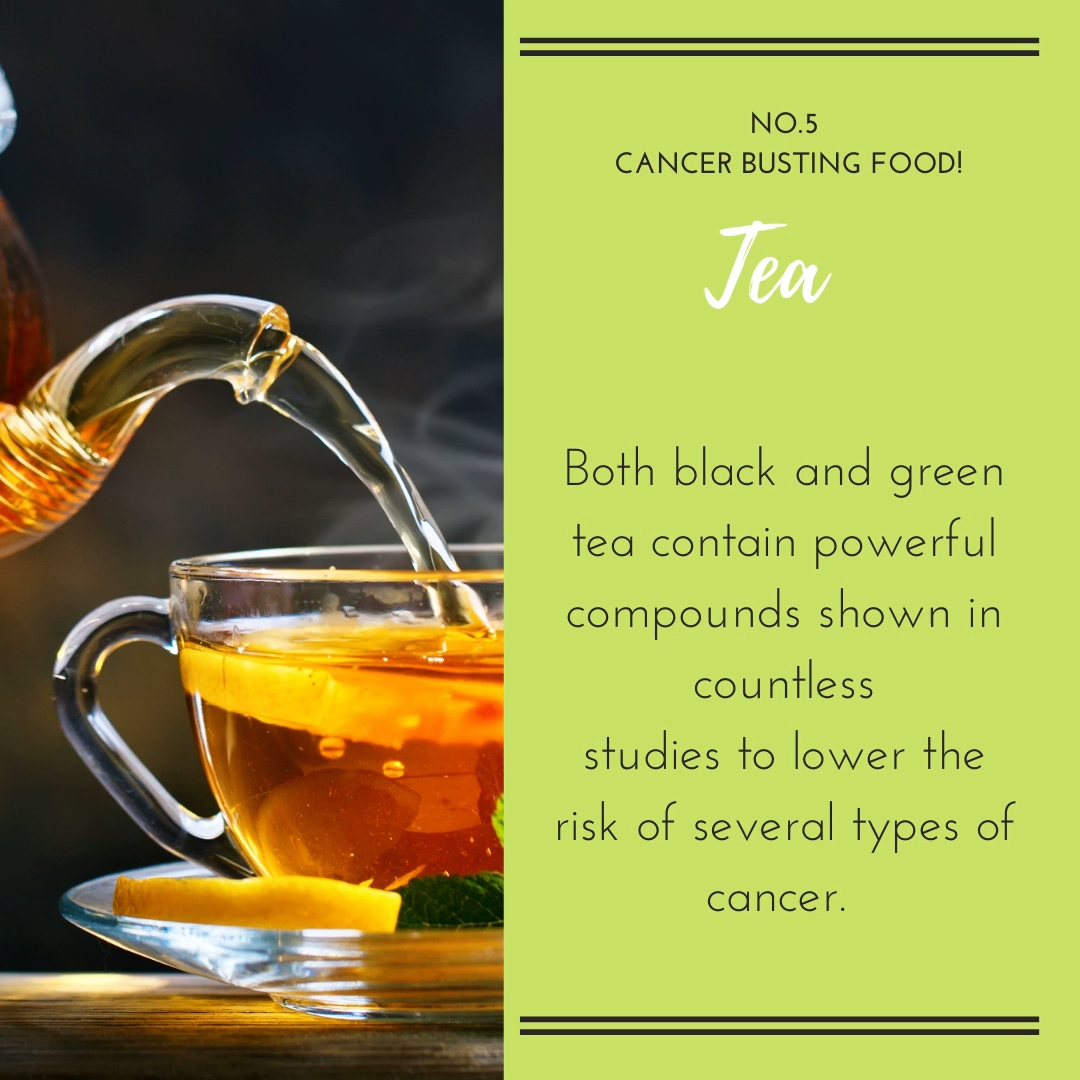 NO.5
CANCER BUSTING FOOD!
Tea
Both black and green
tea contain powerful
compounds shown in
countless
studies to lower the
risk of several types of
cancer.